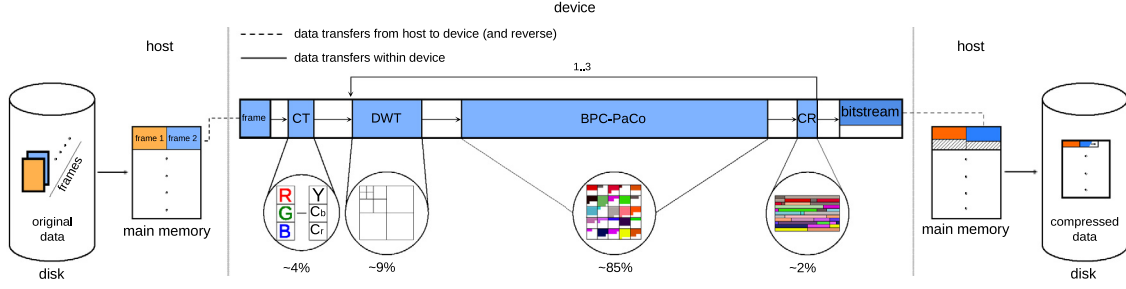 device
host
data transfers from host to device (and reverse)
data transfers within device
host
1..3
frame
CT
DWT
BPC-PaCo
CR
bitstream
frame 1
frame 2
frames
original
data
disk
main memory
R
G
B
Y
Cb
Cr
~4%
~9%
~85%
~2%
main memory
compressed
data
disk